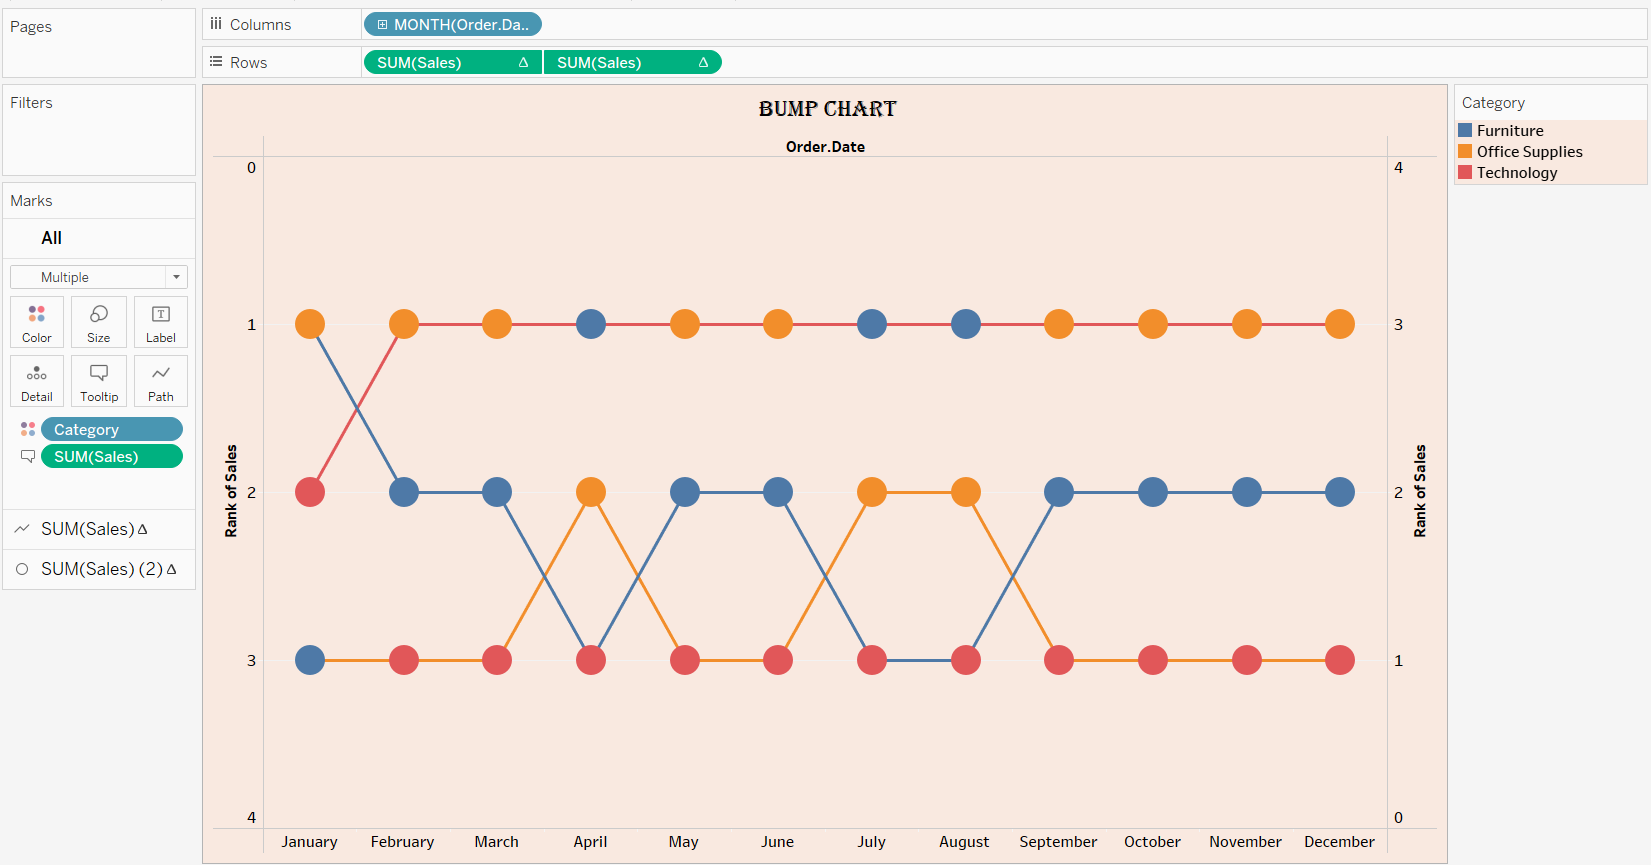 Pages
Columns
MONTH(Order.Da..
Rows
SUM(Sales) Δ
SUM(Sales) Δ
Filters
Marks
All
Multiple
Color
Size
T
Label
Detail
Tooltip
Path
Category
SUM(Sales)
SUM(Sales) Δ
SUM(Sales) (2) Δ
BUMP CHART
Order.Date
Rank of Sales
0
1
2
3
4
4
3
2
1
0
Rank of Sales
January February March April May June July August September October November December
Category
Furniture
Office Supplies
Technology